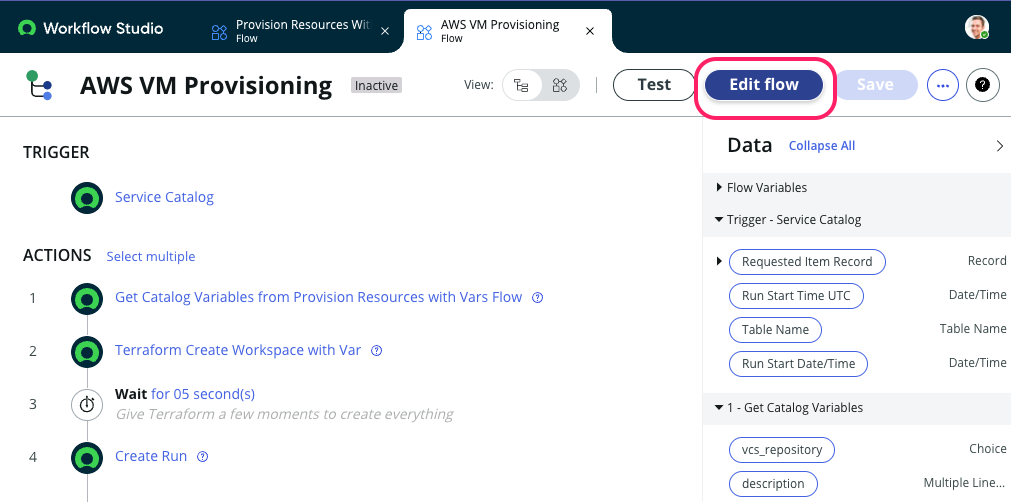 Workflow Studio
Provision Resources Wit
Flow
AWS VM Provisioning
Flow
AWS VM Provisioning
Inactive
View:
Test
Edit flow
Save
Data
Collapse All
TRIGGER
Service Catalog
ACTIONS
Select multiple
1
Get Catalog Variables from Provision Resources with Vars Flow
2
Terraform Create Workspace with Var
3
Wait for 05 second(s)
Give Terraform a few moments to create everything
4
Create Run
Flow Variables
Trigger - Service Catalog
Requested Item Record Record
Run Start Time UTC Date/Time
Table Name Table Name
Run Start Date/Time Date/Time
1 - Get Catalog Variables
vcs_repository Choice
description Multiple Line...